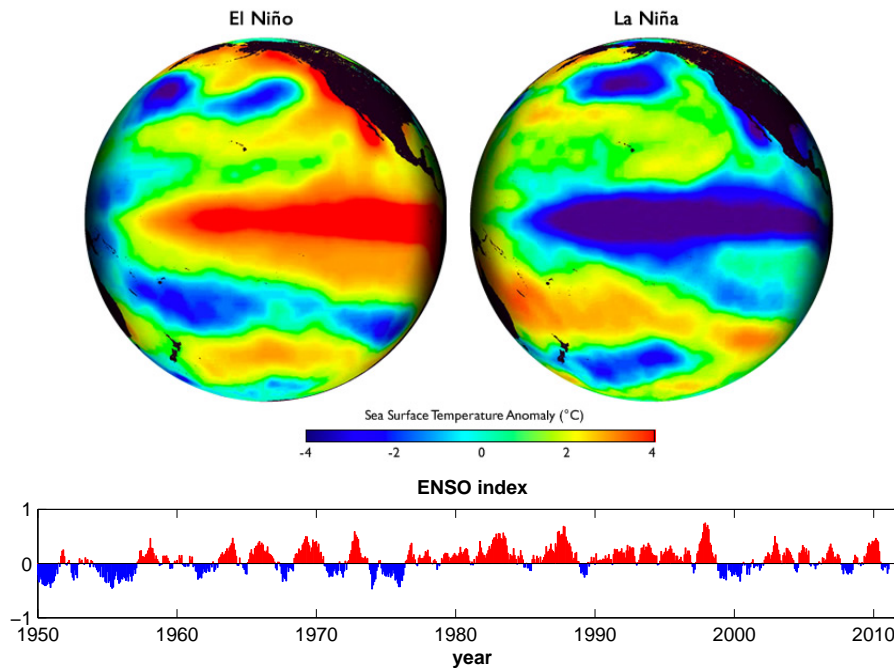 El Niño
La Niña
Sea Surface Temperature Anomaly (°C)
-4 -2 0 2 4
ENSO index
1
0
−1
1950 1960 1970 1980 1990 2000 2010
year